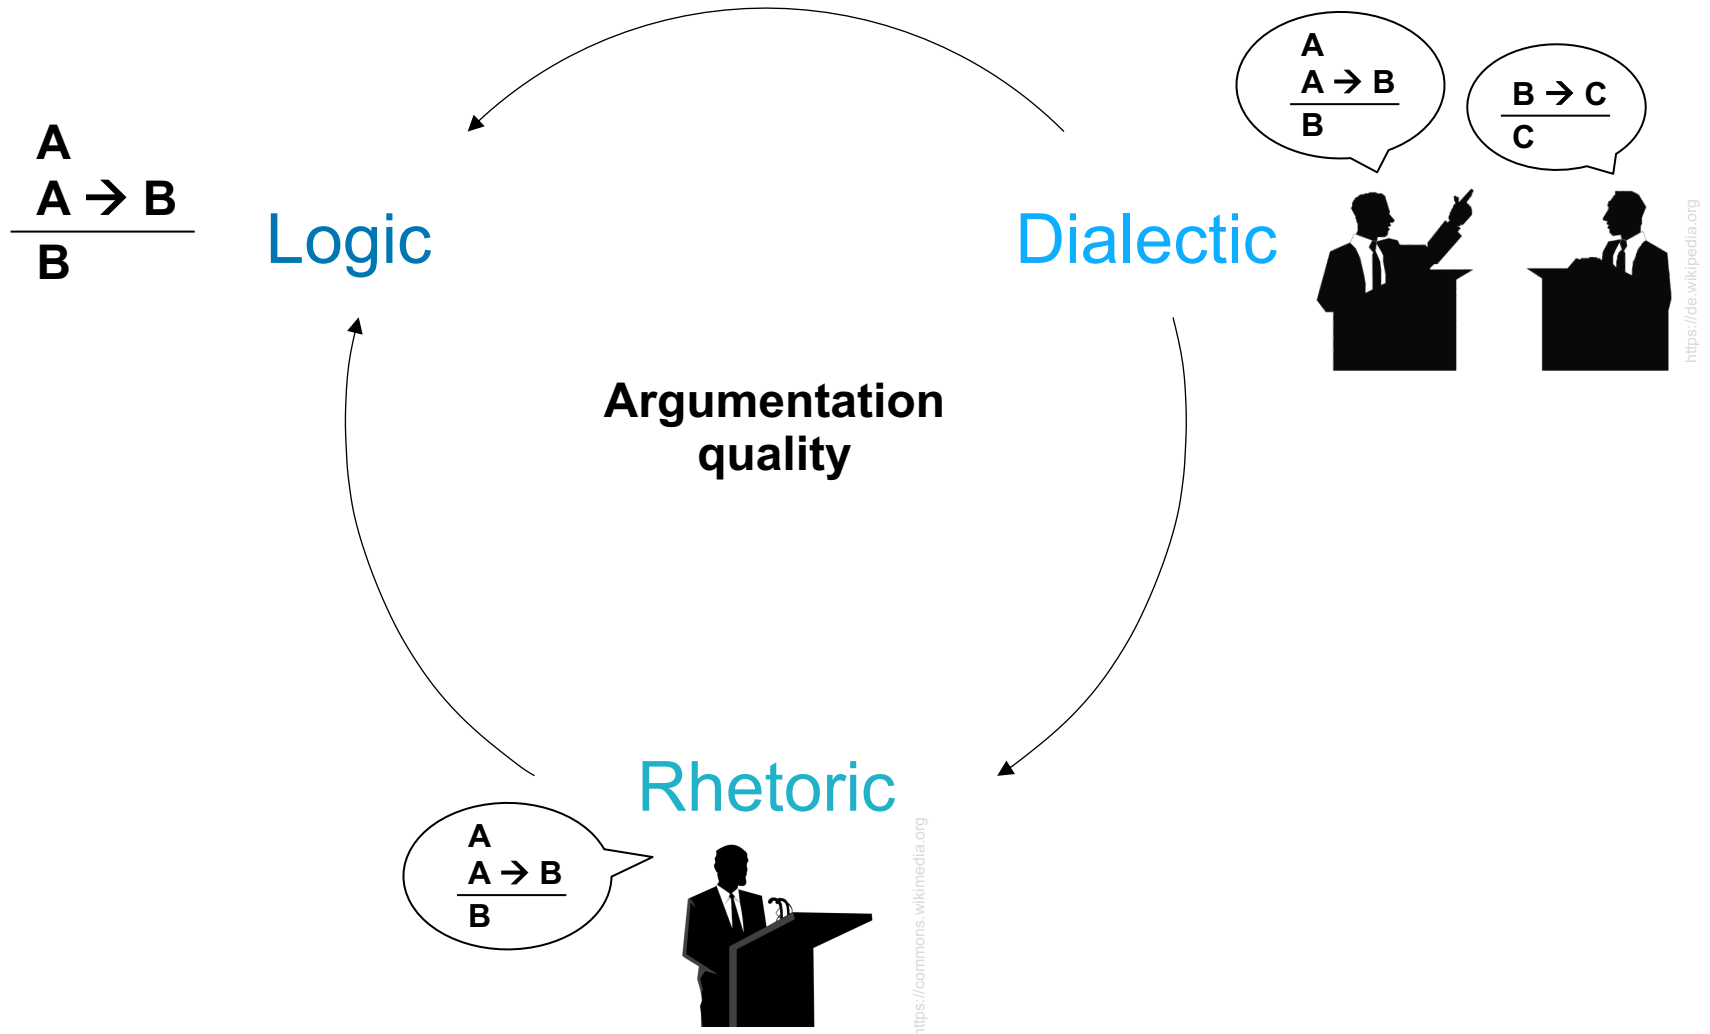 A
A → B
B
Logic
Dialectic
A
A → B
B
B → C
C
https://de.wikipedia.org
Argumentation
quality
Rhetoric
A
A → B
B
https://commons.wikimedia.org